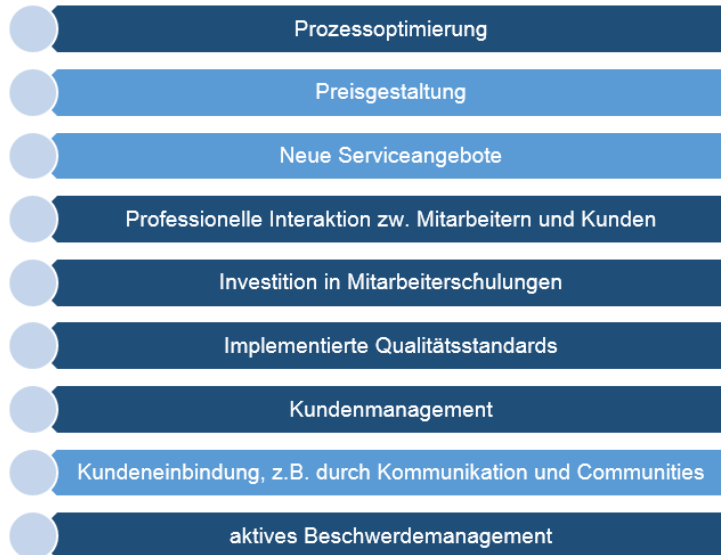 Prozessoptimierung
Preisgestaltung
Neue Serviceangebote
Professionelle Interaktion zw. Mitarbeitern und Kunden
Investition in Mitarbeiterschulungen
Implementierte Qualitätsstandards
Kundenmanagement
Kundeneinbindung, z.B. durch Kommunikation und Communities
aktives Beschwerdemanagement